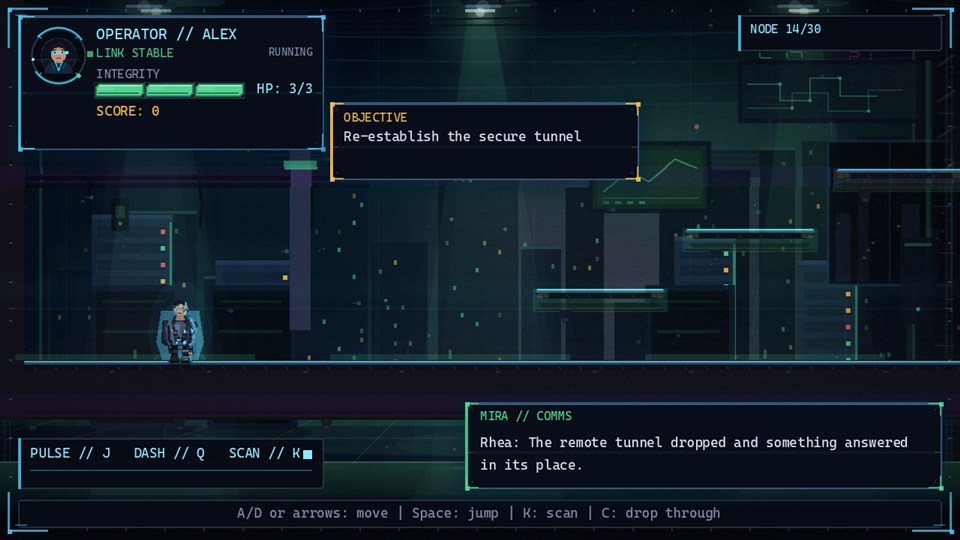 OPERATOR // ALEX
LINK STABLE
RUNNING
INTEGRITY
HP: 3/3
SCORE: 0
NODE 14/30
OBJECTIVE
Re-establish the secure tunnel
MIRA // COMMS
Rhea: The remote tunnel dropped and something answered
in its place.
PULSE // J DASH // Q SCAN // K
A/D or arrows: move | Space: jump | K: scan | C: drop through